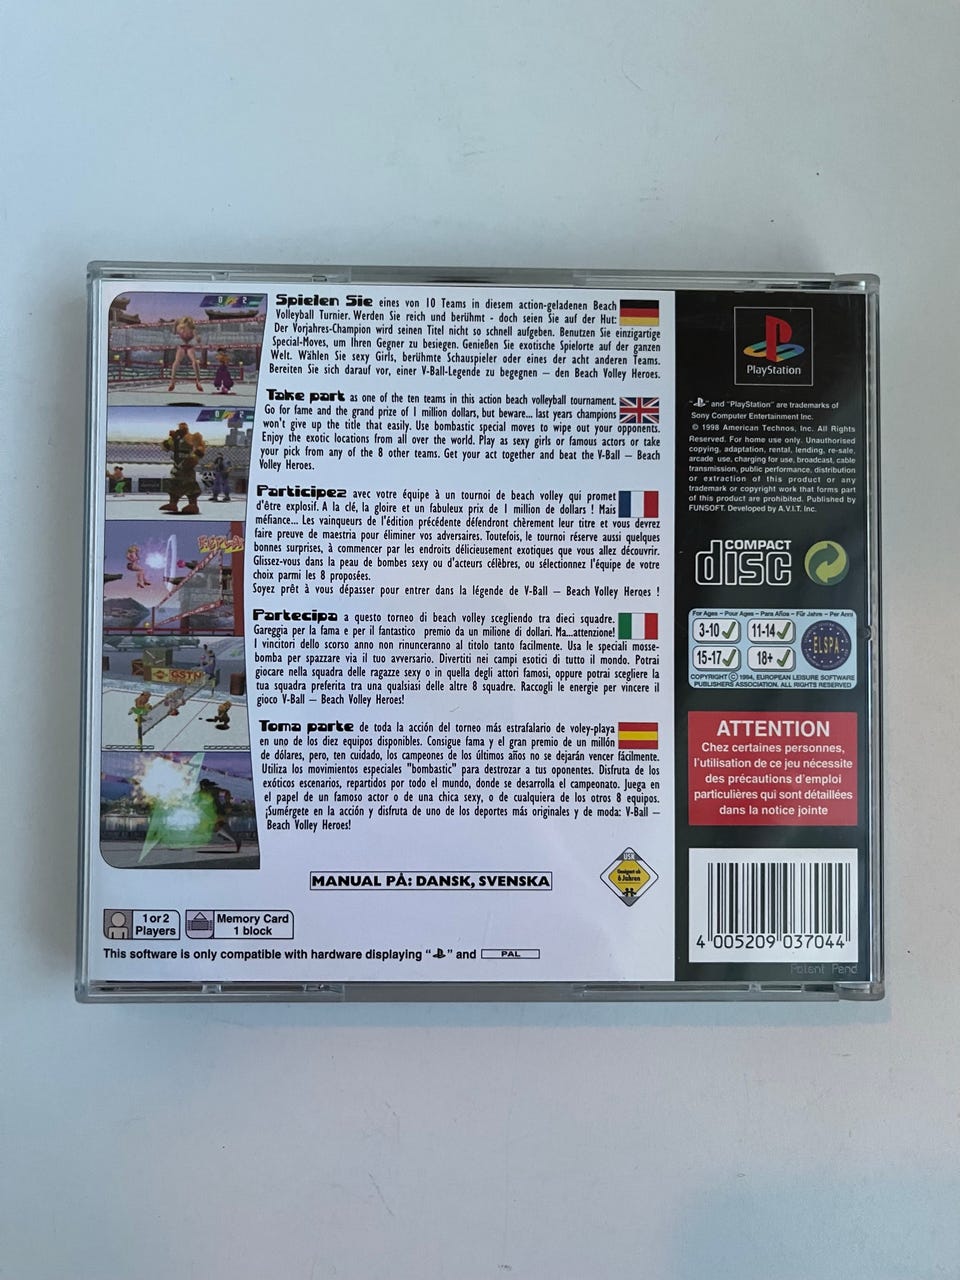 Spielen Sie eines von 10 Teams in diesem action-geladenen Beach
Volleyball Turnier. Werden Sie reich und berühmt - doch seien Sie auf der Hut:
Der Vorjahres-Champion wird seinen Titel nicht so schnell aufgeben. Benutzen Sie einzigartige
Special-Moves, um Ihren Gegner zu besiegen. Genießen Sie exotische Spielorte auf der ganzen
Welt. Wählen Sie sexy Girls, berühmte Schauspieler oder eines der acht anderen Teams.
Bereiten Sie sich darauf vor, einer V-Ball-Legende zu begegnen – den Beach Volley Heroes.
Take part as one of the ten teams in this action beach volleyball tournament.
Go for fame and the grand prize of 1 million dollars, but beware... last years champions
won't give up the title that easily. Use bombastic special moves to wipe out your opponents.
Enjoy the exotic locations from all over the world. Play as sexy girls or famous actors or take
your pick from any of the 8 other teams. Get your act together and beat the V-Ball – Beach
Volley Heroes.
Participez avec votre équipe à un tournoi de beach volley qui promet
d'être explosif. A la clé, la gloire et un fabuleux prix de 1 million de dollars ! Mais
méfiance... Les vainqueurs de l'édition précédente défendront chèrement leur titre et vous devrez
faire preuve de maestria pour éliminer vos adversaires. Toutefois, le tournoi réserve aussi quelques
bonnes surprises, à commencer par les endroits délicieusement exotiques que vous allez découvrir.
Glissez-vous dans la peau de bombes sexy ou d'acteurs célèbres, ou sélectionnez l'équipe de votre
choix parmi les 8 proposées.
Soyez prêt à vous dépasser pour entrer dans la légende de V-Ball – Beach Volley Heroes !
Partecipa a questo torneo di beach volley scegliendo tra dieci squadre.
Gareggia per la fama e per il fantastico premio da un milione di dollari. Ma...attenzione!
I vincitori dello scorso anno non rinunceranno al titolo tanto facilmente. Usa le speciali mosse-
bomba per spazzare via il tuo avversario. Divertiti nei campi esotici di tutto il mondo. Potrai
giocare nella squadra delle ragazze sexy o in quella degli attori famosi, oppure potrai scegliere la
tua squadra preferita tra una qualsiasi delle altre 8 squadre. Raccogli le energie per vincere il
gioco V-Ball – Beach Volley Heroes!
Toma parte de toda la acción del torneo más estrafalario de voley-playa
en uno de los diez equipos disponibles. Consigue fama y el gran premio de un millón
de dólares, pero, ten cuidado, los campeones de los últimos años no se dejarán vencer fácilmente.
Utiliza los movimientos especiales "bombastic" para destrozar a tus oponentes. Disfruta de los
exóticos escenarios, repartidos por todo el mundo, donde se desarrolla el campeonato. Juega en
el papel de un famoso actor o de una chica sexy, o de cualquiera de los otros 8 equipos.
¡Sumérgete en la acción y disfruta de uno de los deportes más originales y de moda: V-Ball –
Beach Volley Heroes!
MANUAL PÅ: DANSK, SVENSKA
USK
Geeignet ab
6 Jahren
1 or 2
Players
Memory Card
1 block
This software is only compatible with hardware displaying " " and PAL
PlayStation
" " and "PlayStation" are trademarks of
Sony Computer Entertainment Inc.
© 1998 American Technos, Inc. All Rights
Reserved. For home use only. Unauthorised
copying, adaptation, rental, lending, re-sale,
arcade use, charging for use, broadcast, cable
transmission, public performance, distribution
or extraction of this product or any
trademark or copyright work that forms part
of this product are prohibited. Published by
FUNSOFT. Developed by A.V.I.T. Inc.
COMPACT
disc
For Ages – Pour Ages – Para Años – Für Jahre – Per Anni
3-10 11-14
15-17 18+
ELSPA
COPYRIGHT © 1994, EUROPEAN LEISURE SOFTWARE
PUBLISHERS ASSOCIATION. ALL RIGHTS RESERVED
ATTENTION
Chez certaines personnes,
l'utilisation de ce jeu nécessite
des précautions d'emploi
particulières qui sont détaillées
dans la notice jointe
4 005209 037044
Patent Pend